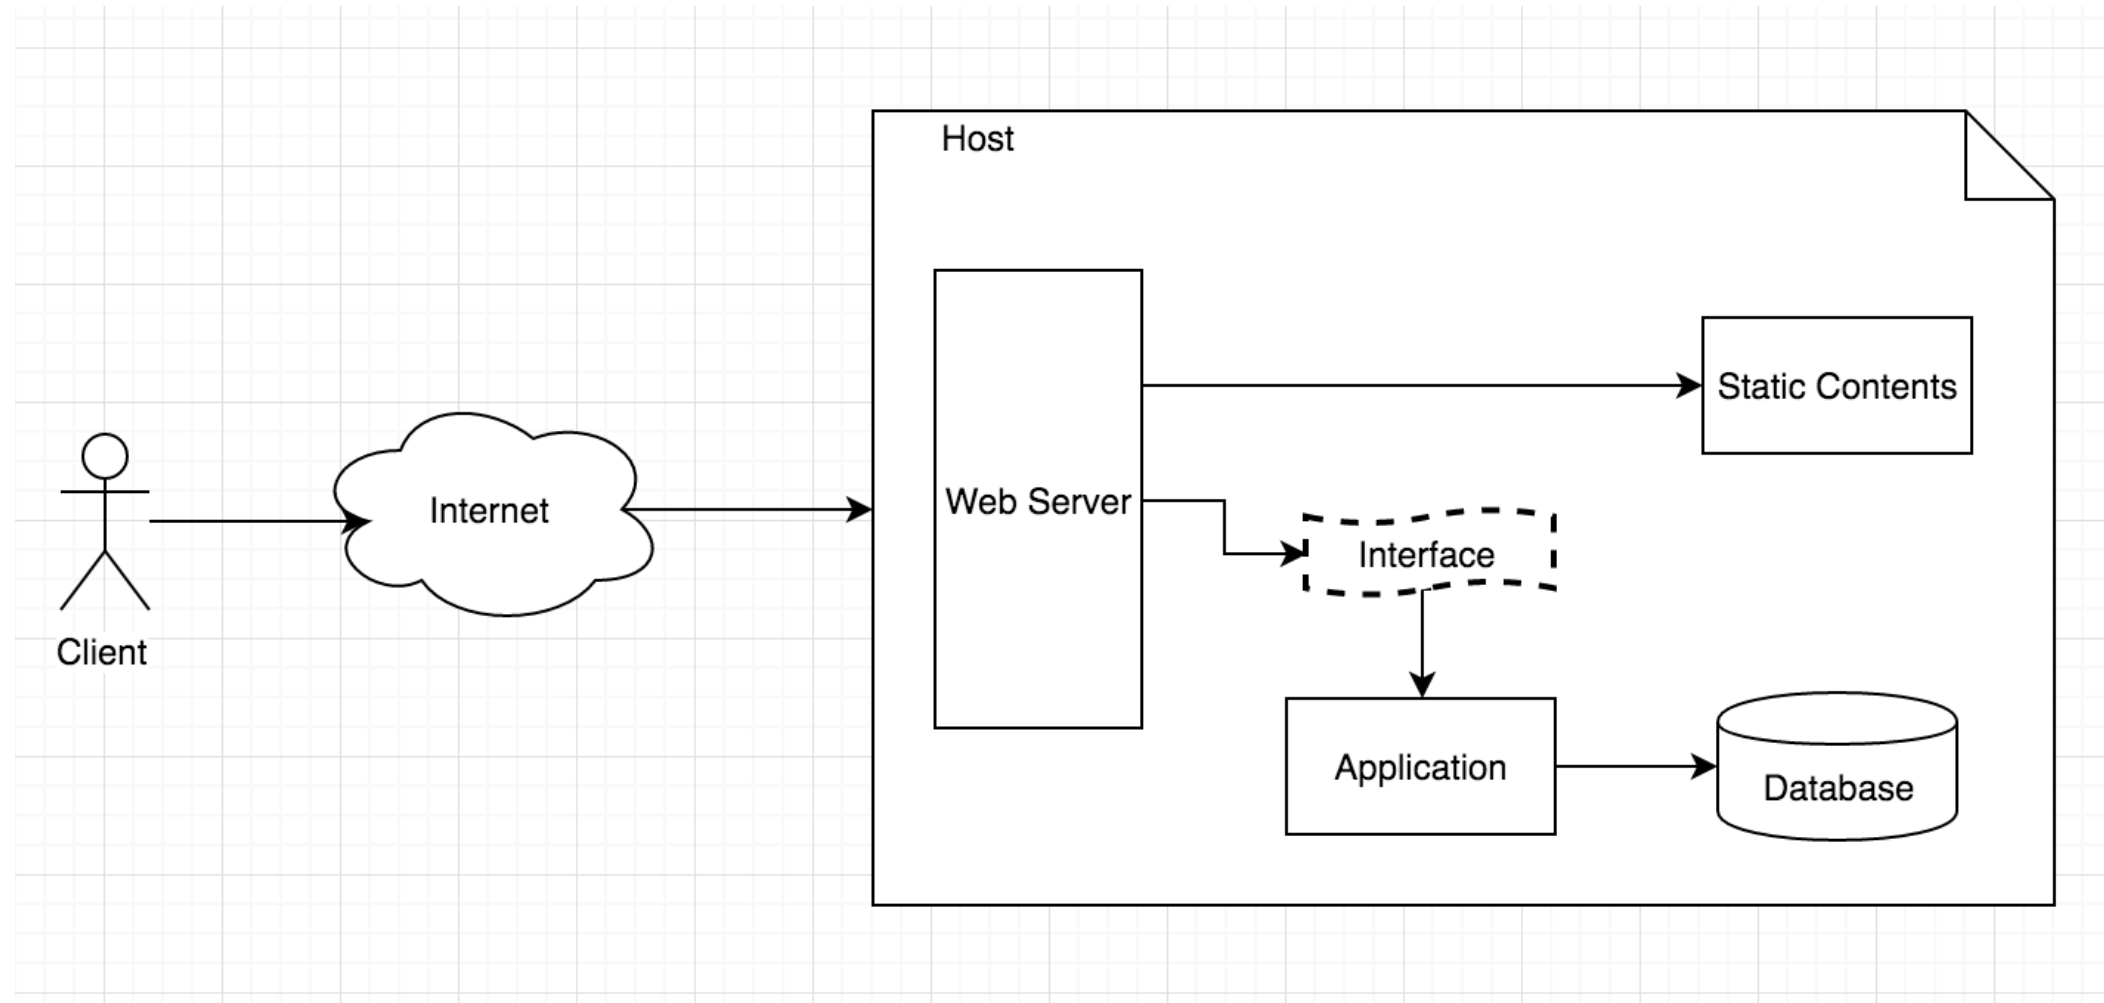 Host
Static Contents
Web Server
Internet
Interface
Client
Application
Database